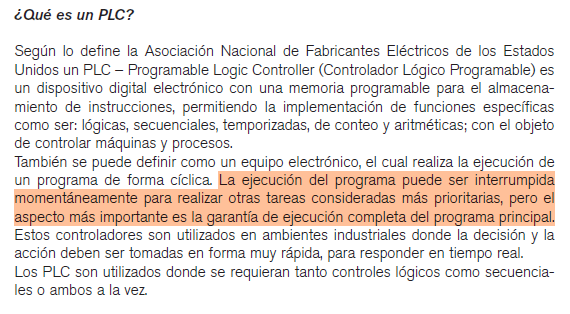 ¿Qué es un PLC?
Según lo define la Asociación Nacional de Fabricantes Eléctricos de los Estados
Unidos un PLC – Programable Logic Controller (Controlador Lógico Programable) es
un dispositivo digital electrónico con una memoria programable para el almacena-
miento de instrucciones, permitiendo la implementación de funciones específicas
como ser: lógicas, secuenciales, temporizadas, de conteo y aritméticas; con el objeto
de controlar máquinas y procesos.
También se puede definir como un equipo electrónico, el cual realiza la ejecución de
un programa de forma cíclica. La ejecución del programa puede ser interrumpida
momentáneamente para realizar otras tareas consideradas más prioritarias, pero el
aspecto más importante es la garantía de ejecución completa del programa principal.
Estos controladores son utilizados en ambientes industriales donde la decisión y la
acción deben ser tomadas en forma muy rápida, para responder en tiempo real.
Los PLC son utilizados donde se requieran tanto controles lógicos como secuencia-
les o ambos a la vez.